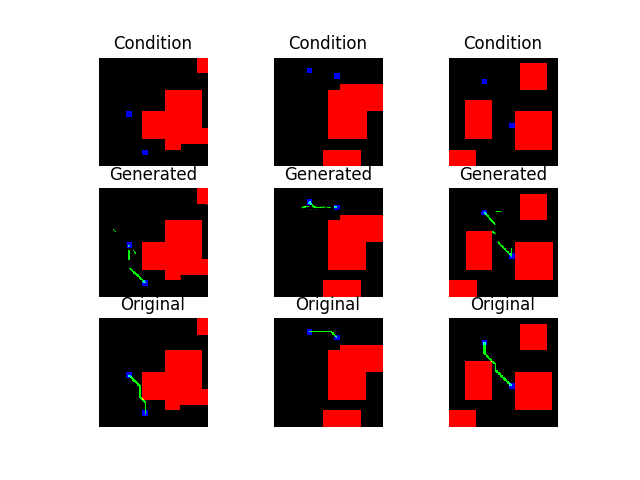 Condition Condition Condition
Generated Generated Generated
Original Original Original